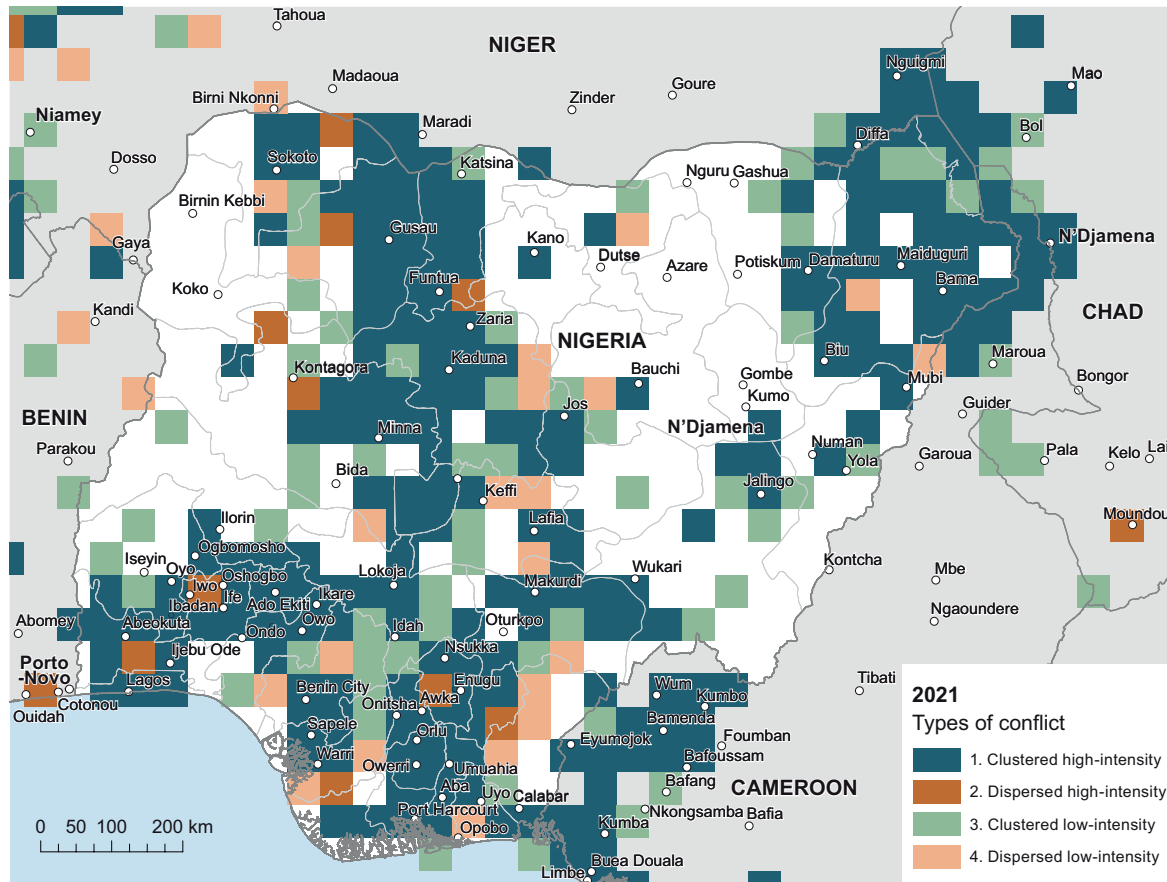 Tahoua
NIGER
Nguigmi
Madaoua
Goure
Mao
Birni Nkonni
Zinder
Niamey
Maradi
Diffa
Bol
Dosso
Sokoto
Katsina
Nguru
Gashua
Birnin Kebbi
Gusau
Kano
N'Djamena
Gaya
Dutse
Azare
Potiskum
Damaturu
Maiduguri
Koko
Funtua
Bama
Kandi
Zaria
NIGERIA
CHAD
Kontagora
Kaduna
Bauchi
Biu
Maroua
Gombe
Mubi
Bongor
BENIN
Jos
Kumo
Guider
Parakou
Minna
N'Djamena
Numan
Bida
Yola
Garoua
Pala
Kelo
Lai
Keffi
Jalingo
Ilorin
Lafia
Moundou
Ogbomosho
Iseyin
Oyo
Oshogbo
Lokoja
Kontcha
Iwo
Ife
Ikare
Makurdi
Wukari
Mbe
Ibadan
Ado Ekiti
Abomey
Abeokuta
Owo
Idah
Oturkpo
Ngaoundere
Ondo
Porto
-Novo
Ijebu Ode
Nsukka
Lagos
Benin City
Enugu
Wum
Kumbo
Tibati
Cotonou
Ouidah
Onitsha
Awka
Bamenda
Sapele
Orlu
Eyumojok
Foumban
Warri
Owerri
Umuahia
Bafoussam
Aba
Uyo
Calabar
Bafang
CAMEROON
Port Harcourt
Nkongsamba
Bafia
Opobo
Kumba
Buea
Douala
Limbe
0 50 100 200 km
2021
Types of conflict
1. Clustered high-intensity
2. Dispersed high-intensity
3. Clustered low-intensity
4. Dispersed low-intensity